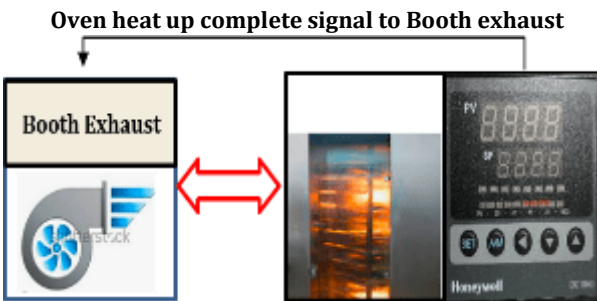 Oven heat up complete signal to Booth exhaust
Booth Exhaust
PV
SP
SET
Honeywell